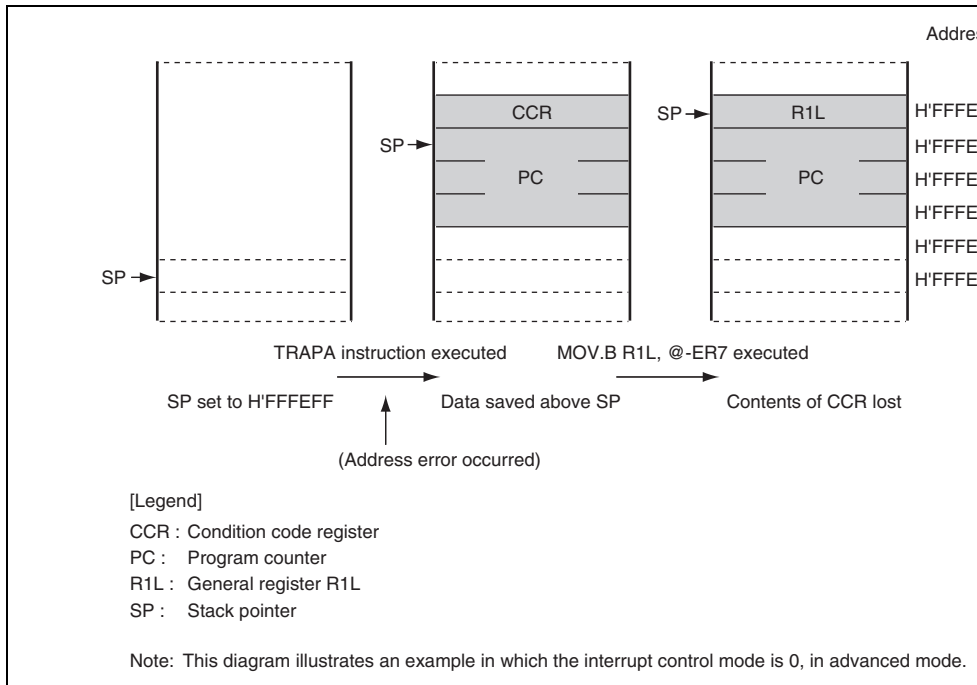 Addres
CCR
SP
R1L
H'FFFE
SP
H'FFFE
PC
PC
H'FFFE
H'FFFE
H'FFFE
SP
H'FFFE
TRAPA instruction executed
MOV.B R1L, @-ER7 executed
SP set to H'FFFEFF
Data saved above SP
Contents of CCR lost
(Address error occurred)
[Legend]
CCR : Condition code register
PC : Program counter
R1L : General register R1L
SP : Stack pointer
Note: This diagram illustrates an example in which the interrupt control mode is 0, in advanced mode.